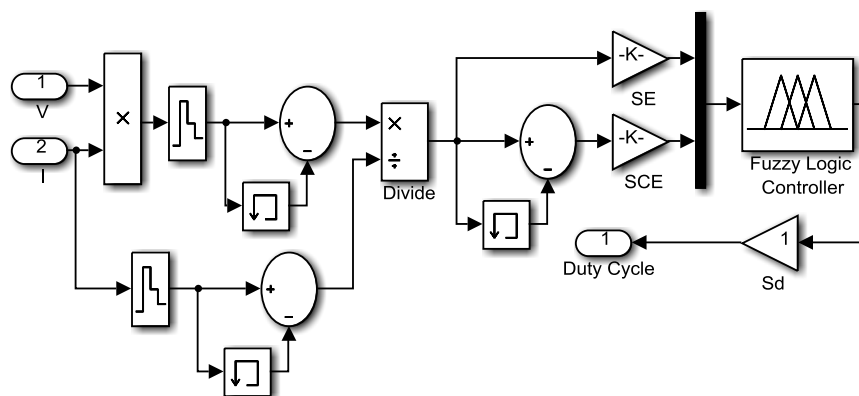 1
V
2
I
×
+
−
+
−
×
÷
Divide
+
−
-K-
SE
-K-
SCE
Fuzzy Logic
Controller
1
Duty Cycle
1
Sd